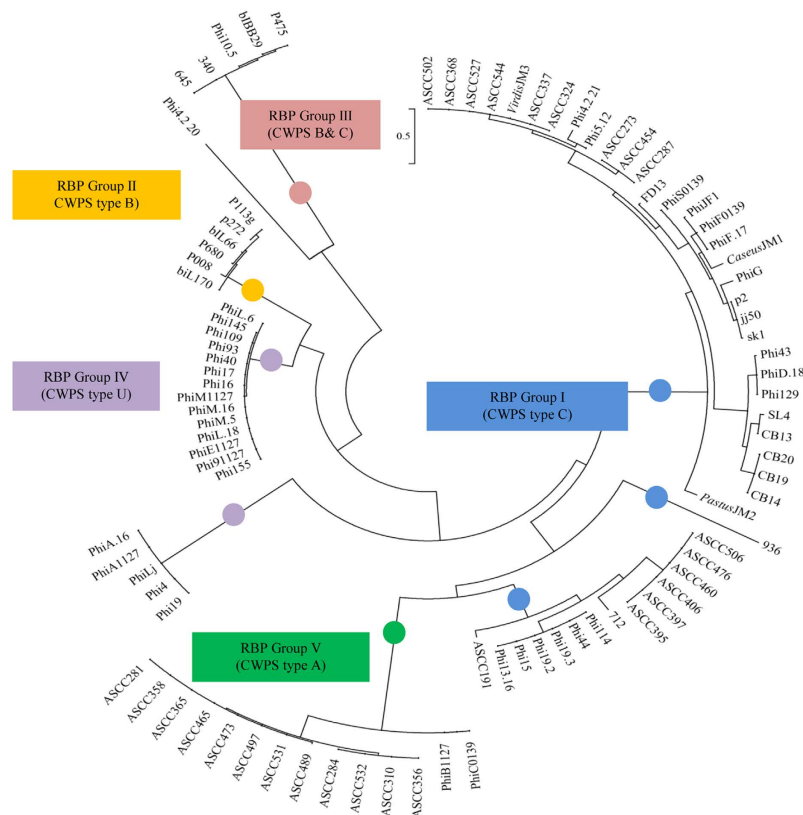 P475
bIBB29
Phi10.5
340
645
Phi4.2.20
RBP Group III
(CWPS B& C)
RBP Group II
CWPS type B)
P113g
p272
bIL66
P680
P008
biL170
RBP Group IV
(CWPS type U)
PhiL.6
Phi145
Phi109
Phi93
Phi40
Phi17
Phi16
PhiM1127
PhiM.16
PhiM.5
PhiL.18
PhiE1127
Phi91127
Phi155
PhiA.16
PhiA1127
PhiLj
Phi4
Phi19
0.5
ASCC502
ASCC368
ASCC527
ASCC544
VirdisJM3
ASCC337
ASCC324
Phi4.2.21
Phi5.12
ASCC273
ASCC454
ASCC287
FD13
PhiS0139
PhiJF1
PhiF0139
PhiF.17
CaseusJM1
PhiG
p2
jj50
sk1
Phi43
PhiD.18
Phi129
SL4
CB13
CB20
CB19
CB14
PastusJM2
RBP Group I
(CWPS type C)
936
ASCC506
ASCC476
ASCC460
ASCC406
ASCC397
ASCC395
712
Phi114
Phi44
Phi19.3
Phi19.2
Phi15
Phi13.16
ASCC191
RBP Group V
(CWPS type A)
PhiC0139
PhiB1127
ASCC356
ASCC310
ASCC532
ASCC284
ASCC489
ASCC531
ASCC497
ASCC473
ASCC465
ASCC365
ASCC358
ASCC281